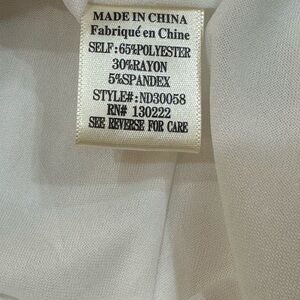 MADE IN CHINA
Fabriqué en Chine
SELF:65%POLYESTER
30%RAYON
5%SPANDEX
STYLE#:ND30058
RN# 130222
SEE REVERSE FOR CARE